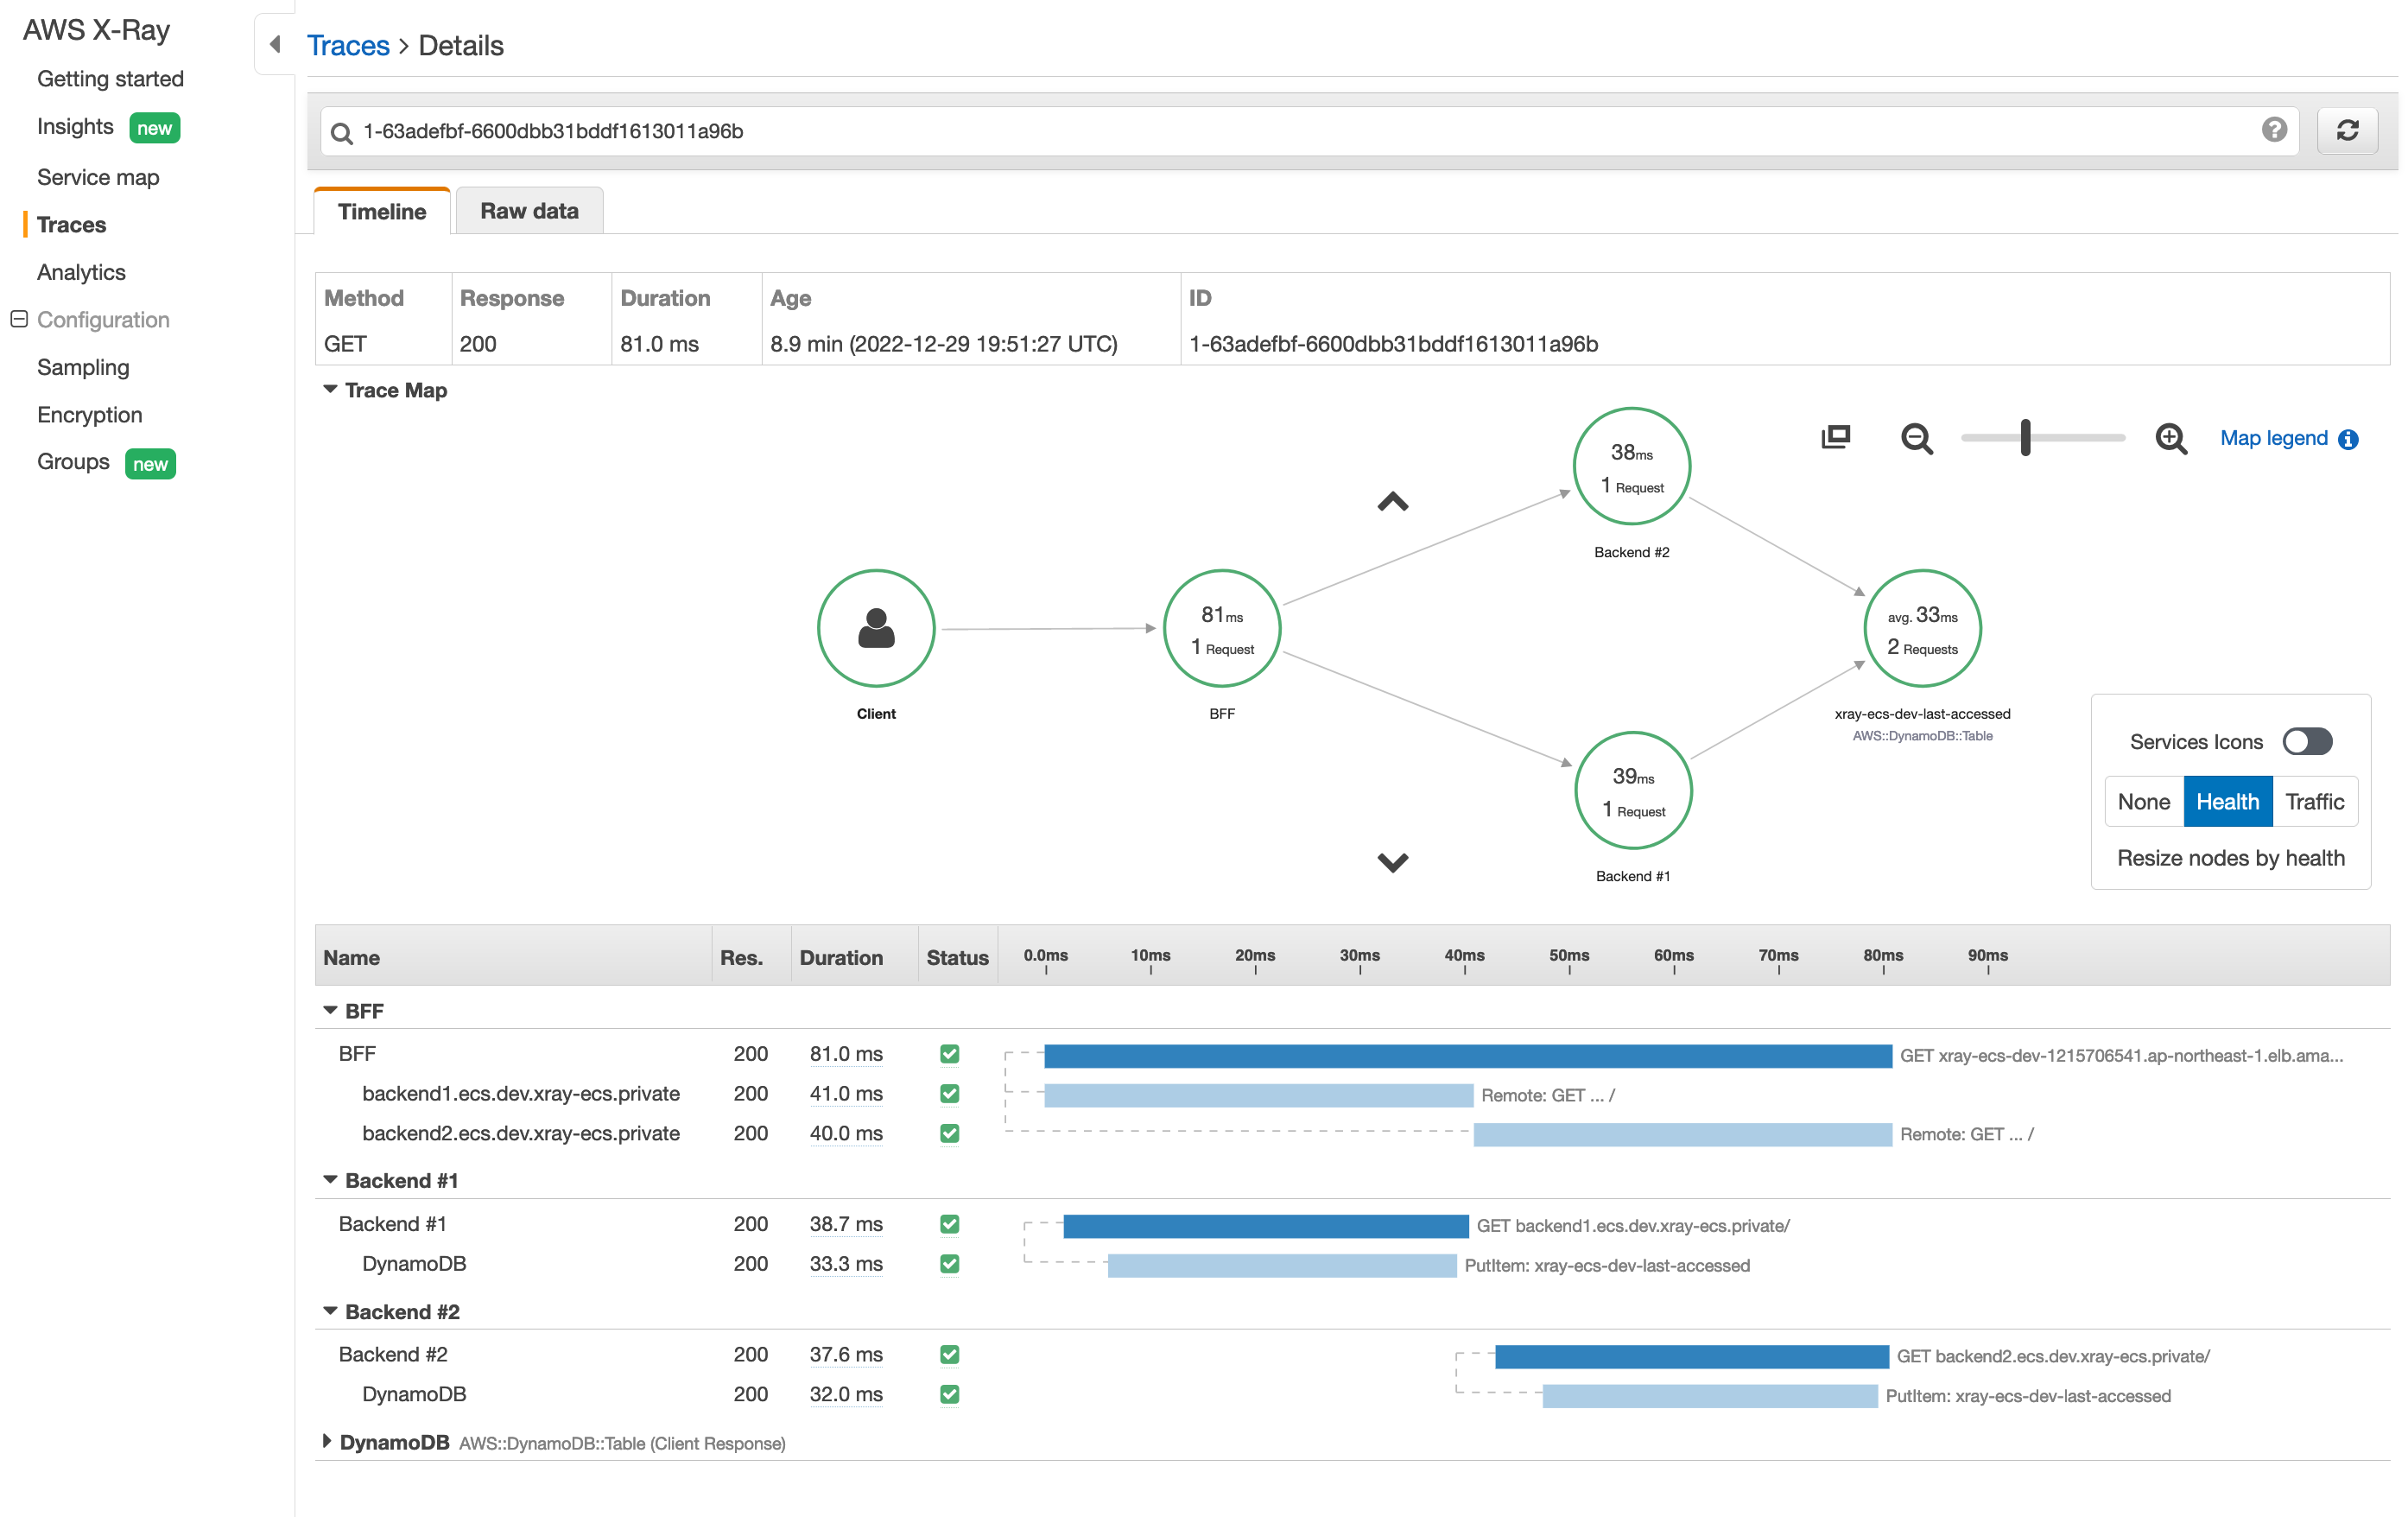 AWS X-Ray
Getting started
Insights new
Service map
Traces
Analytics
Configuration
Sampling
Encryption
Groups new
Traces > Details
1-63adefbf-6600dbb31bddf1613011a96b
Timeline Raw data
Method Response Duration Age ID
GET 200 81.0 ms 8.9 min (2022-12-29 19:51:27 UTC) 1-63adefbf-6600dbb31bddf1613011a96b
Trace Map
Map legend
38ms
1 Request
Backend #2
Client
81ms
1 Request
BFF
avg. 33ms
2 Requests
xray-ecs-dev-last-accessed
AWS::DynamoDB::Table
39ms
1 Request
Backend #1
Services Icons
None Health Traffic
Resize nodes by health
Name Res. Duration Status 0.0ms 10ms 20ms 30ms 40ms 50ms 60ms 70ms 80ms 90ms
BFF
BFF 200 81.0 ms GET xray-ecs-dev-1215706541.ap-northeast-1.elb.ama...
backend1.ecs.dev.xray-ecs.private 200 41.0 ms Remote: GET ... /
backend2.ecs.dev.xray-ecs.private 200 40.0 ms Remote: GET ... /
Backend #1
Backend #1 200 38.7 ms GET backend1.ecs.dev.xray-ecs.private/
DynamoDB 200 33.3 ms PutItem: xray-ecs-dev-last-accessed
Backend #2
Backend #2 200 37.6 ms GET backend2.ecs.dev.xray-ecs.private/
DynamoDB 200 32.0 ms PutItem: xray-ecs-dev-last-accessed
DynamoDB AWS::DynamoDB::Table (Client Response)